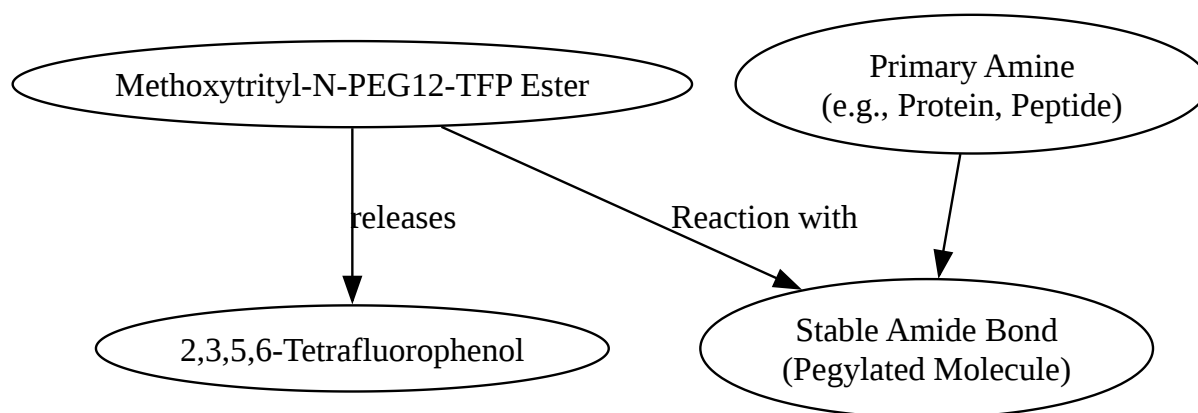 Methoxytrityl-N-PEG12-TFP Ester
Primary Amine
(e.g., Protein, Peptide)
releases
Reaction with
2,3,5,6-Tetrafluorophenol
Stable Amide Bond
(Pegylated Molecule)